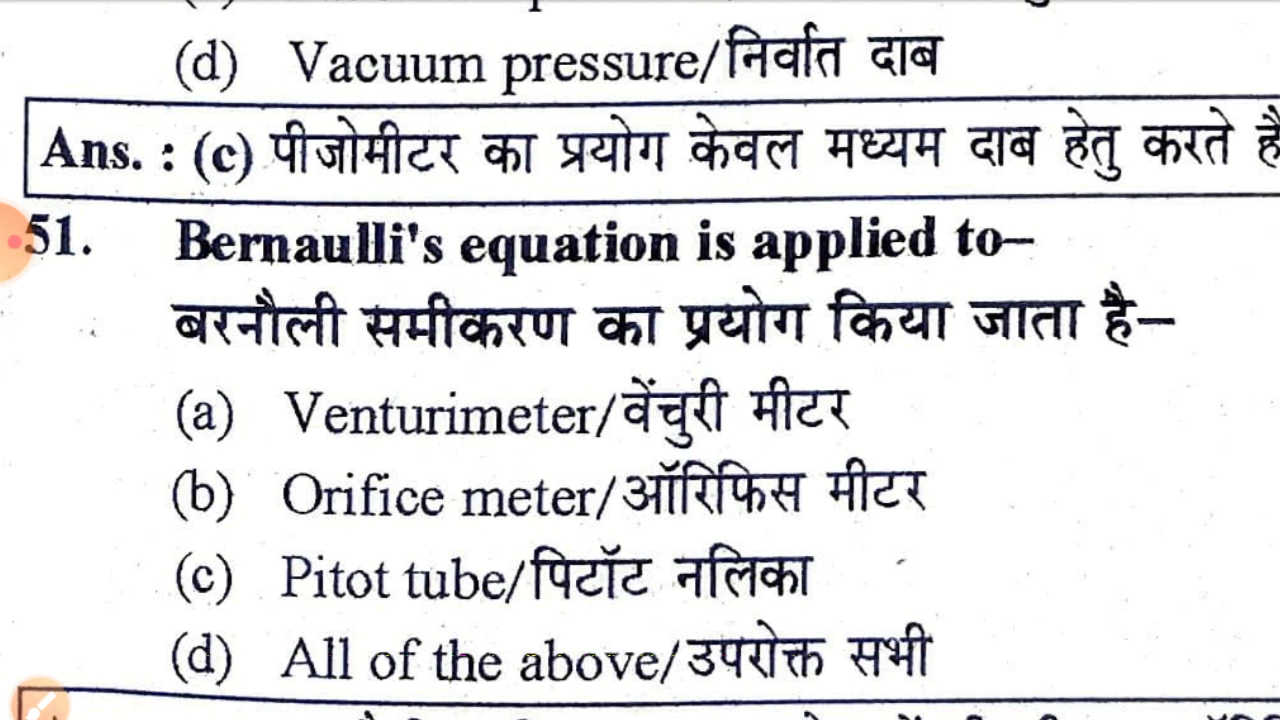 (d) Vacuum pressure/निर्वात दाब
Ans. : (c) पीजोमीटर का प्रयोग केवल मध्यम दाब हेतु करते है
51. Bernaulli's equation is applied to–
बरनौली समीकरण का प्रयोग किया जाता है–
(a) Venturimeter/वेंचुरी मीटर
(b) Orifice meter/ऑरिफिस मीटर
(c) Pitot tube/पिटॉट नलिका
(d) All of the above/उपरोक्त सभी